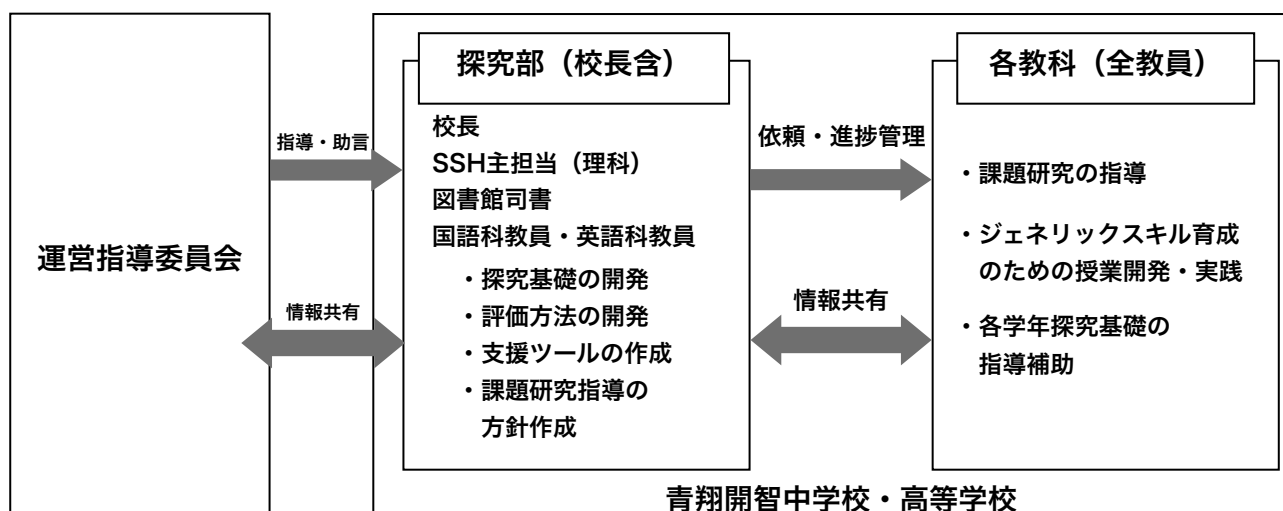 運営指導委員会
指導・助言
情報共有
探究部（校長含）
校長
SSH主担当（理科）
図書館司書
国語科教員・英語科教員
・探究基礎の開発
・評価方法の開発
・支援ツールの作成
・課題研究指導の
方針作成
依頼・進捗管理
情報共有
各教科（全教員）
・課題研究の指導
・ジェネリックスキル育成
のための授業開発・実践
・各学年探究基礎の
指導補助
青翔開智中学校・高等学校